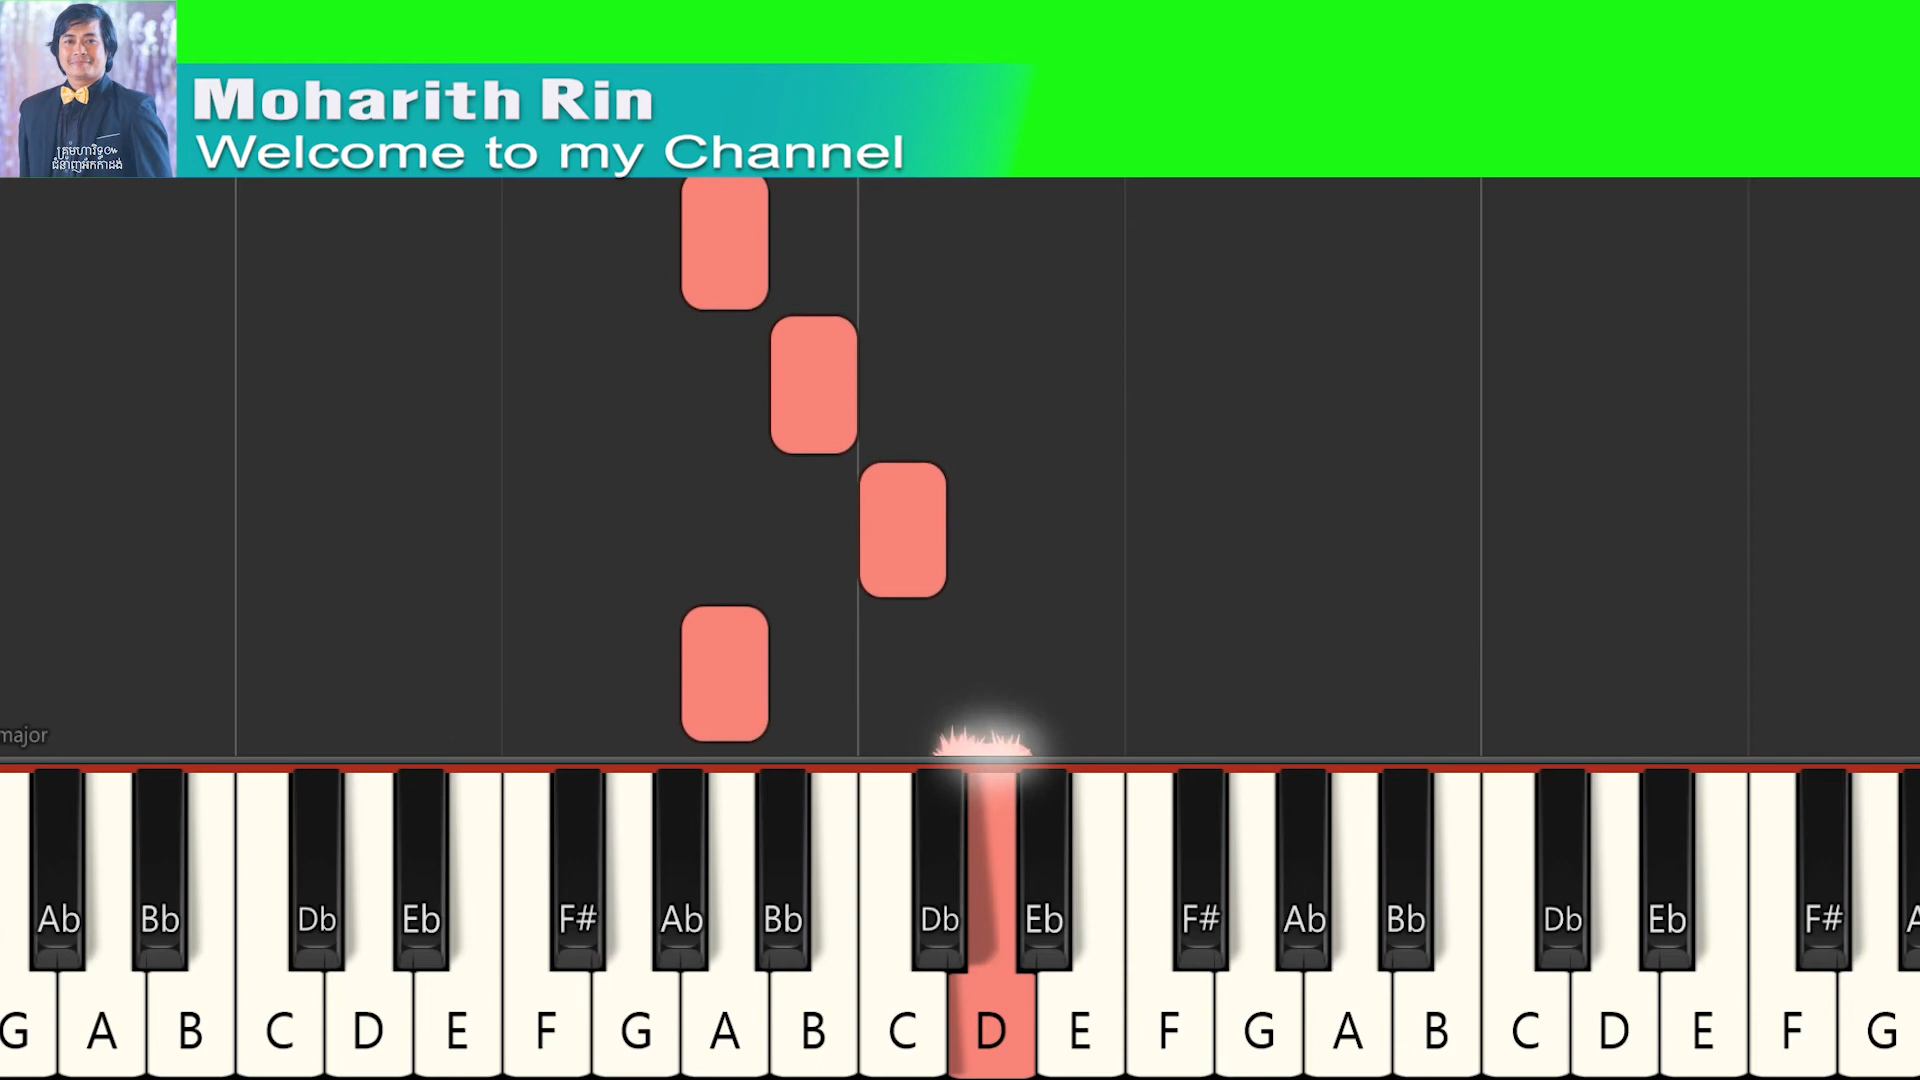 Moharith Rin
Welcome to my Channel
major
Ab Bb Db Eb F# Ab Bb Db Eb F# Ab Bb Db Eb F#
G A B C D E F G A B C D E F G A B C D E F G